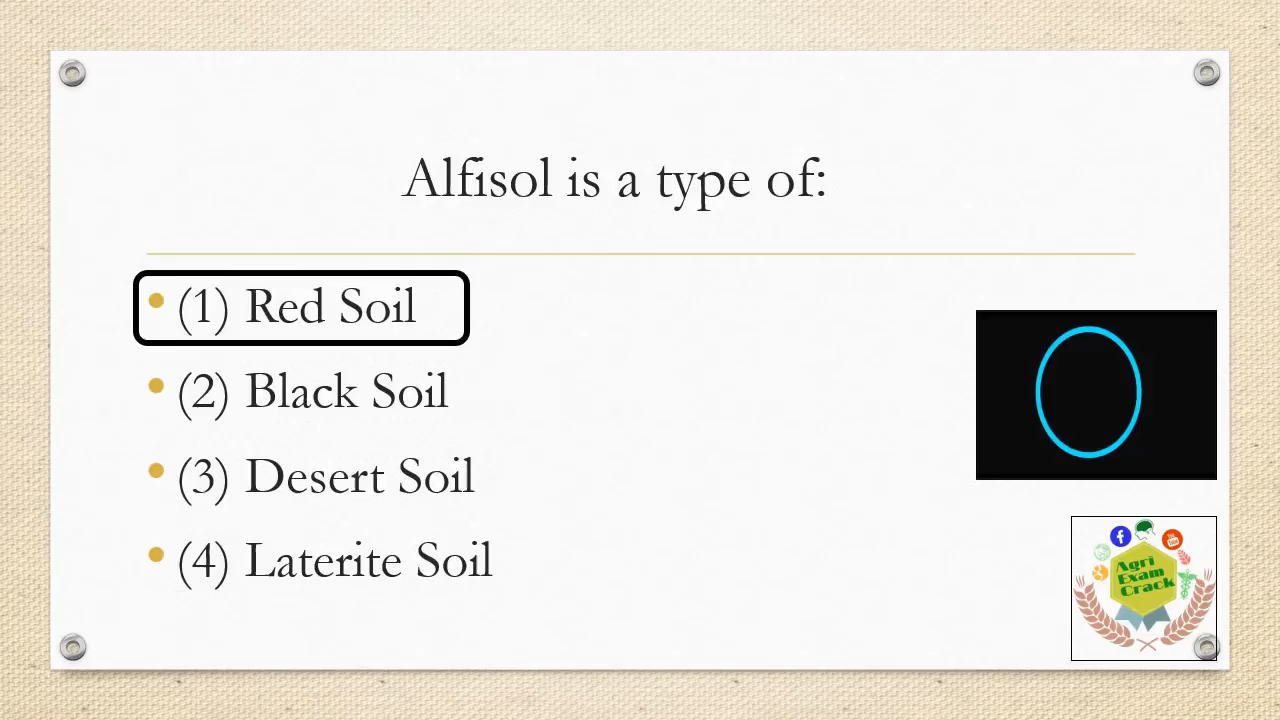 Alfisol is a type of:
• (1) Red Soil
• (2) Black Soil
• (3) Desert Soil
• (4) Laterite Soil
Agri
Exam
Crack